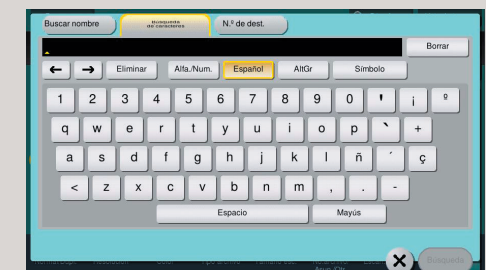 Buscar nombre Búsqueda de caracteres N.º de dest.
Borrar
← → Eliminar Alfa./Num. Español AltGr Símbolo
1 2 3 4 5 6 7 8 9 0 ' ¡ º
q w e r t y u i o p ` +
a s d f g h j k l ñ ´ ç
< z x c v b n m , . -
Espacio Mayús
Búsqueda